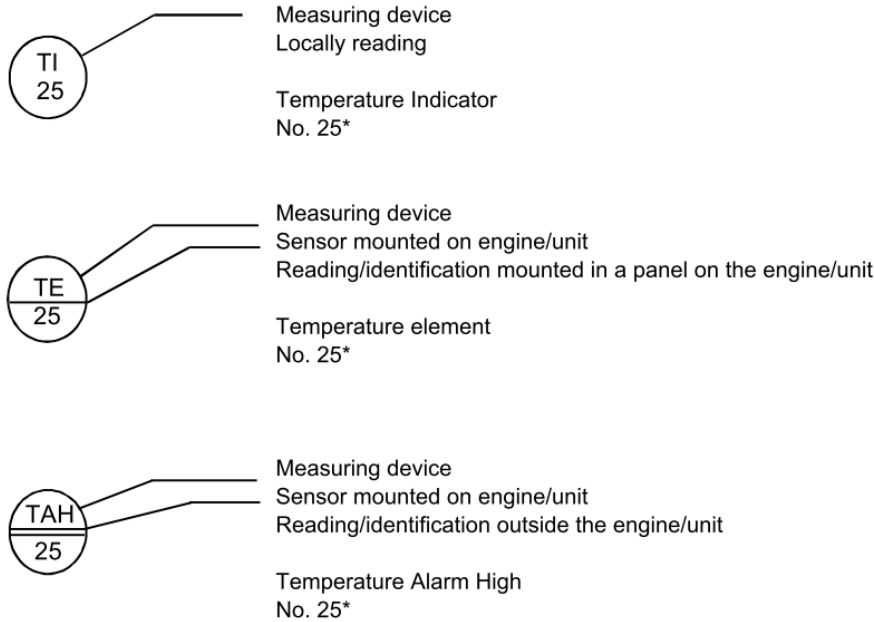 Measuring device
Locally reading
TI
25
Temperature Indicator
No. 25*
Measuring device
Sensor mounted on engine/unit
Reading/identification mounted in a panel on the engine/unit
TE
25
Temperature element
No. 25*
Measuring device
Sensor mounted on engine/unit
Reading/identification outside the engine/unit
TAH
25
Temperature Alarm High
No. 25*